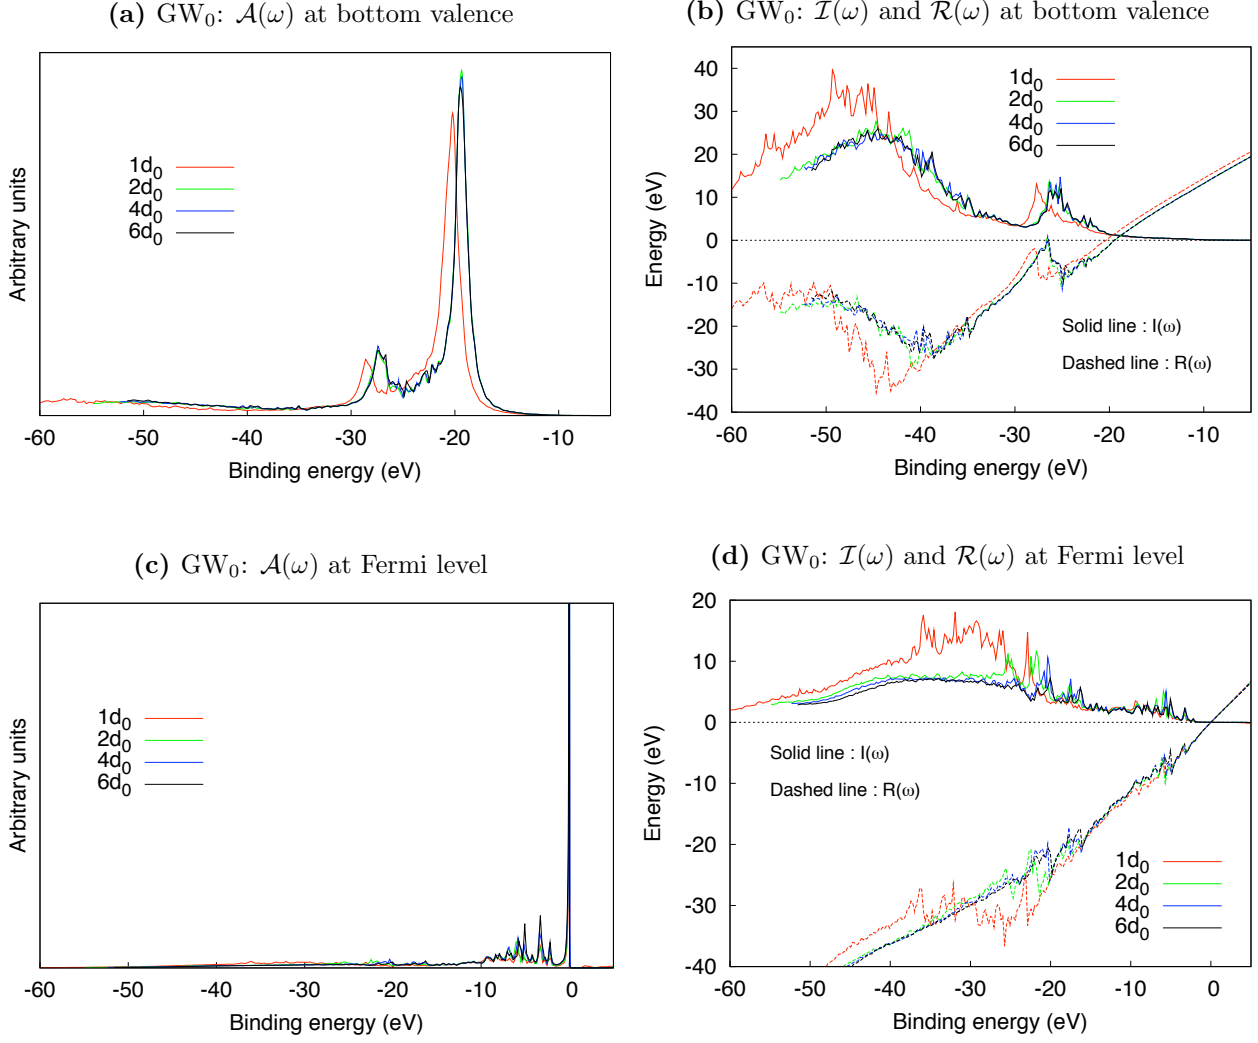 (a) GW₀: 𝒜(ω) at bottom valence
Arbitrary units
1d₀
2d₀
4d₀
6d₀
-60 -50 -40 -30 -20 -10
Binding energy (eV)
(b) GW₀: ℐ(ω) and ℛ(ω) at bottom valence
Energy (eV)
40
30
20
10
0
-10
-20
-30
-40
1d₀
2d₀
4d₀
6d₀
Solid line : I(ω)
Dashed line : R(ω)
-60 -50 -40 -30 -20 -10
Binding energy (eV)
(c) GW₀: 𝒜(ω) at Fermi level
Arbitrary units
1d₀
2d₀
4d₀
6d₀
-60 -50 -40 -30 -20 -10 0
Binding energy (eV)
(d) GW₀: ℐ(ω) and ℛ(ω) at Fermi level
Energy (eV)
20
10
0
-10
-20
-30
-40
Solid line : I(ω)
Dashed line : R(ω)
1d₀
2d₀
4d₀
6d₀
-60 -50 -40 -30 -20 -10 0
Binding energy (eV)